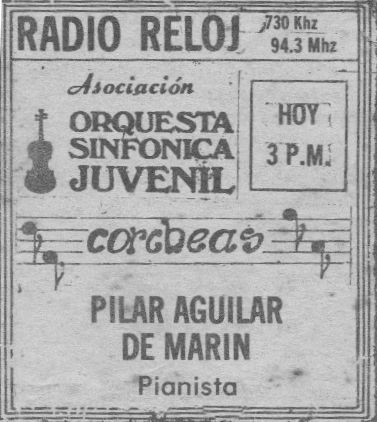 RADIO RELOJ
730 Khz
94.3 Mhz
Asociación
ORQUESTA
SINFONICA
JUVENIL
HOY
3 P.M.
corcheas
PILAR AGUILAR
DE MARIN
Pianista